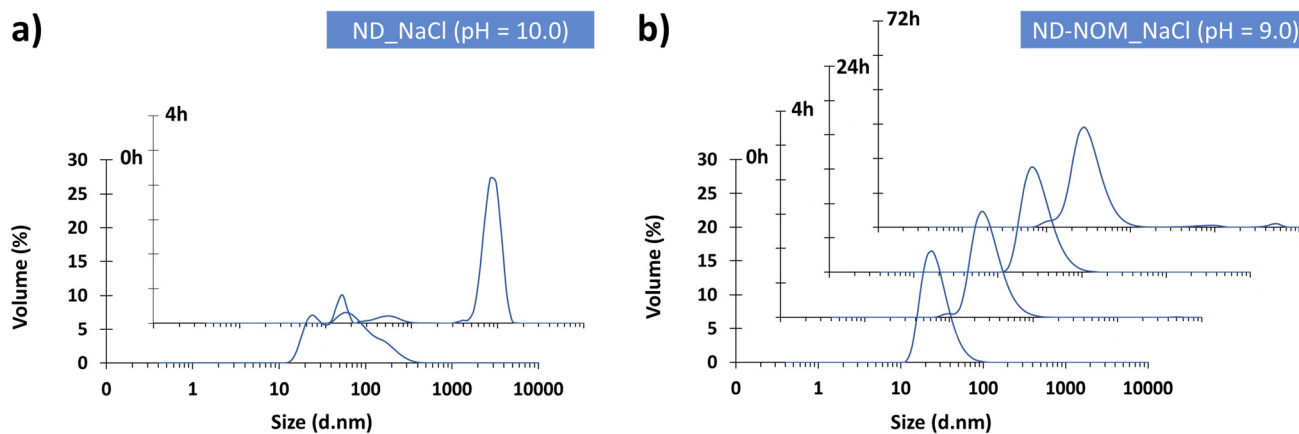 a)
ND_NaCl (pH = 10.0)
4h
0h
30
25
20
15
10
5
0
Volume (%)
0
1
10
100
1000
10000
Size (d.nm)
b)
ND-NOM_NaCl (pH = 9.0)
72h
24h
4h
0h
30
25
20
15
10
5
0
Volume (%)
0
1
10
100
1000
10000
Size (d.nm)